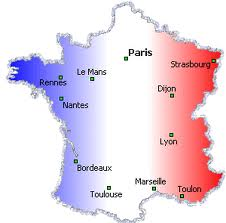 Paris
Strasbourg
Le Mans
Rennes
Dijon
Nantes
Lyon
Bordeaux
Marseille
Toulouse
Toulon